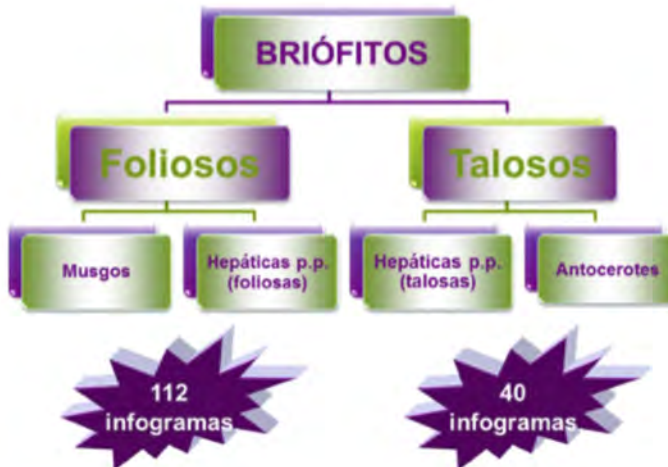 BRIÓFITOS
Foliosos
Talosos
Musgos
Hepáticas p.p.
(foliosas)
Hepáticas p.p.
(talosas)
Antocerotes
112
infogramas
40
infogramas